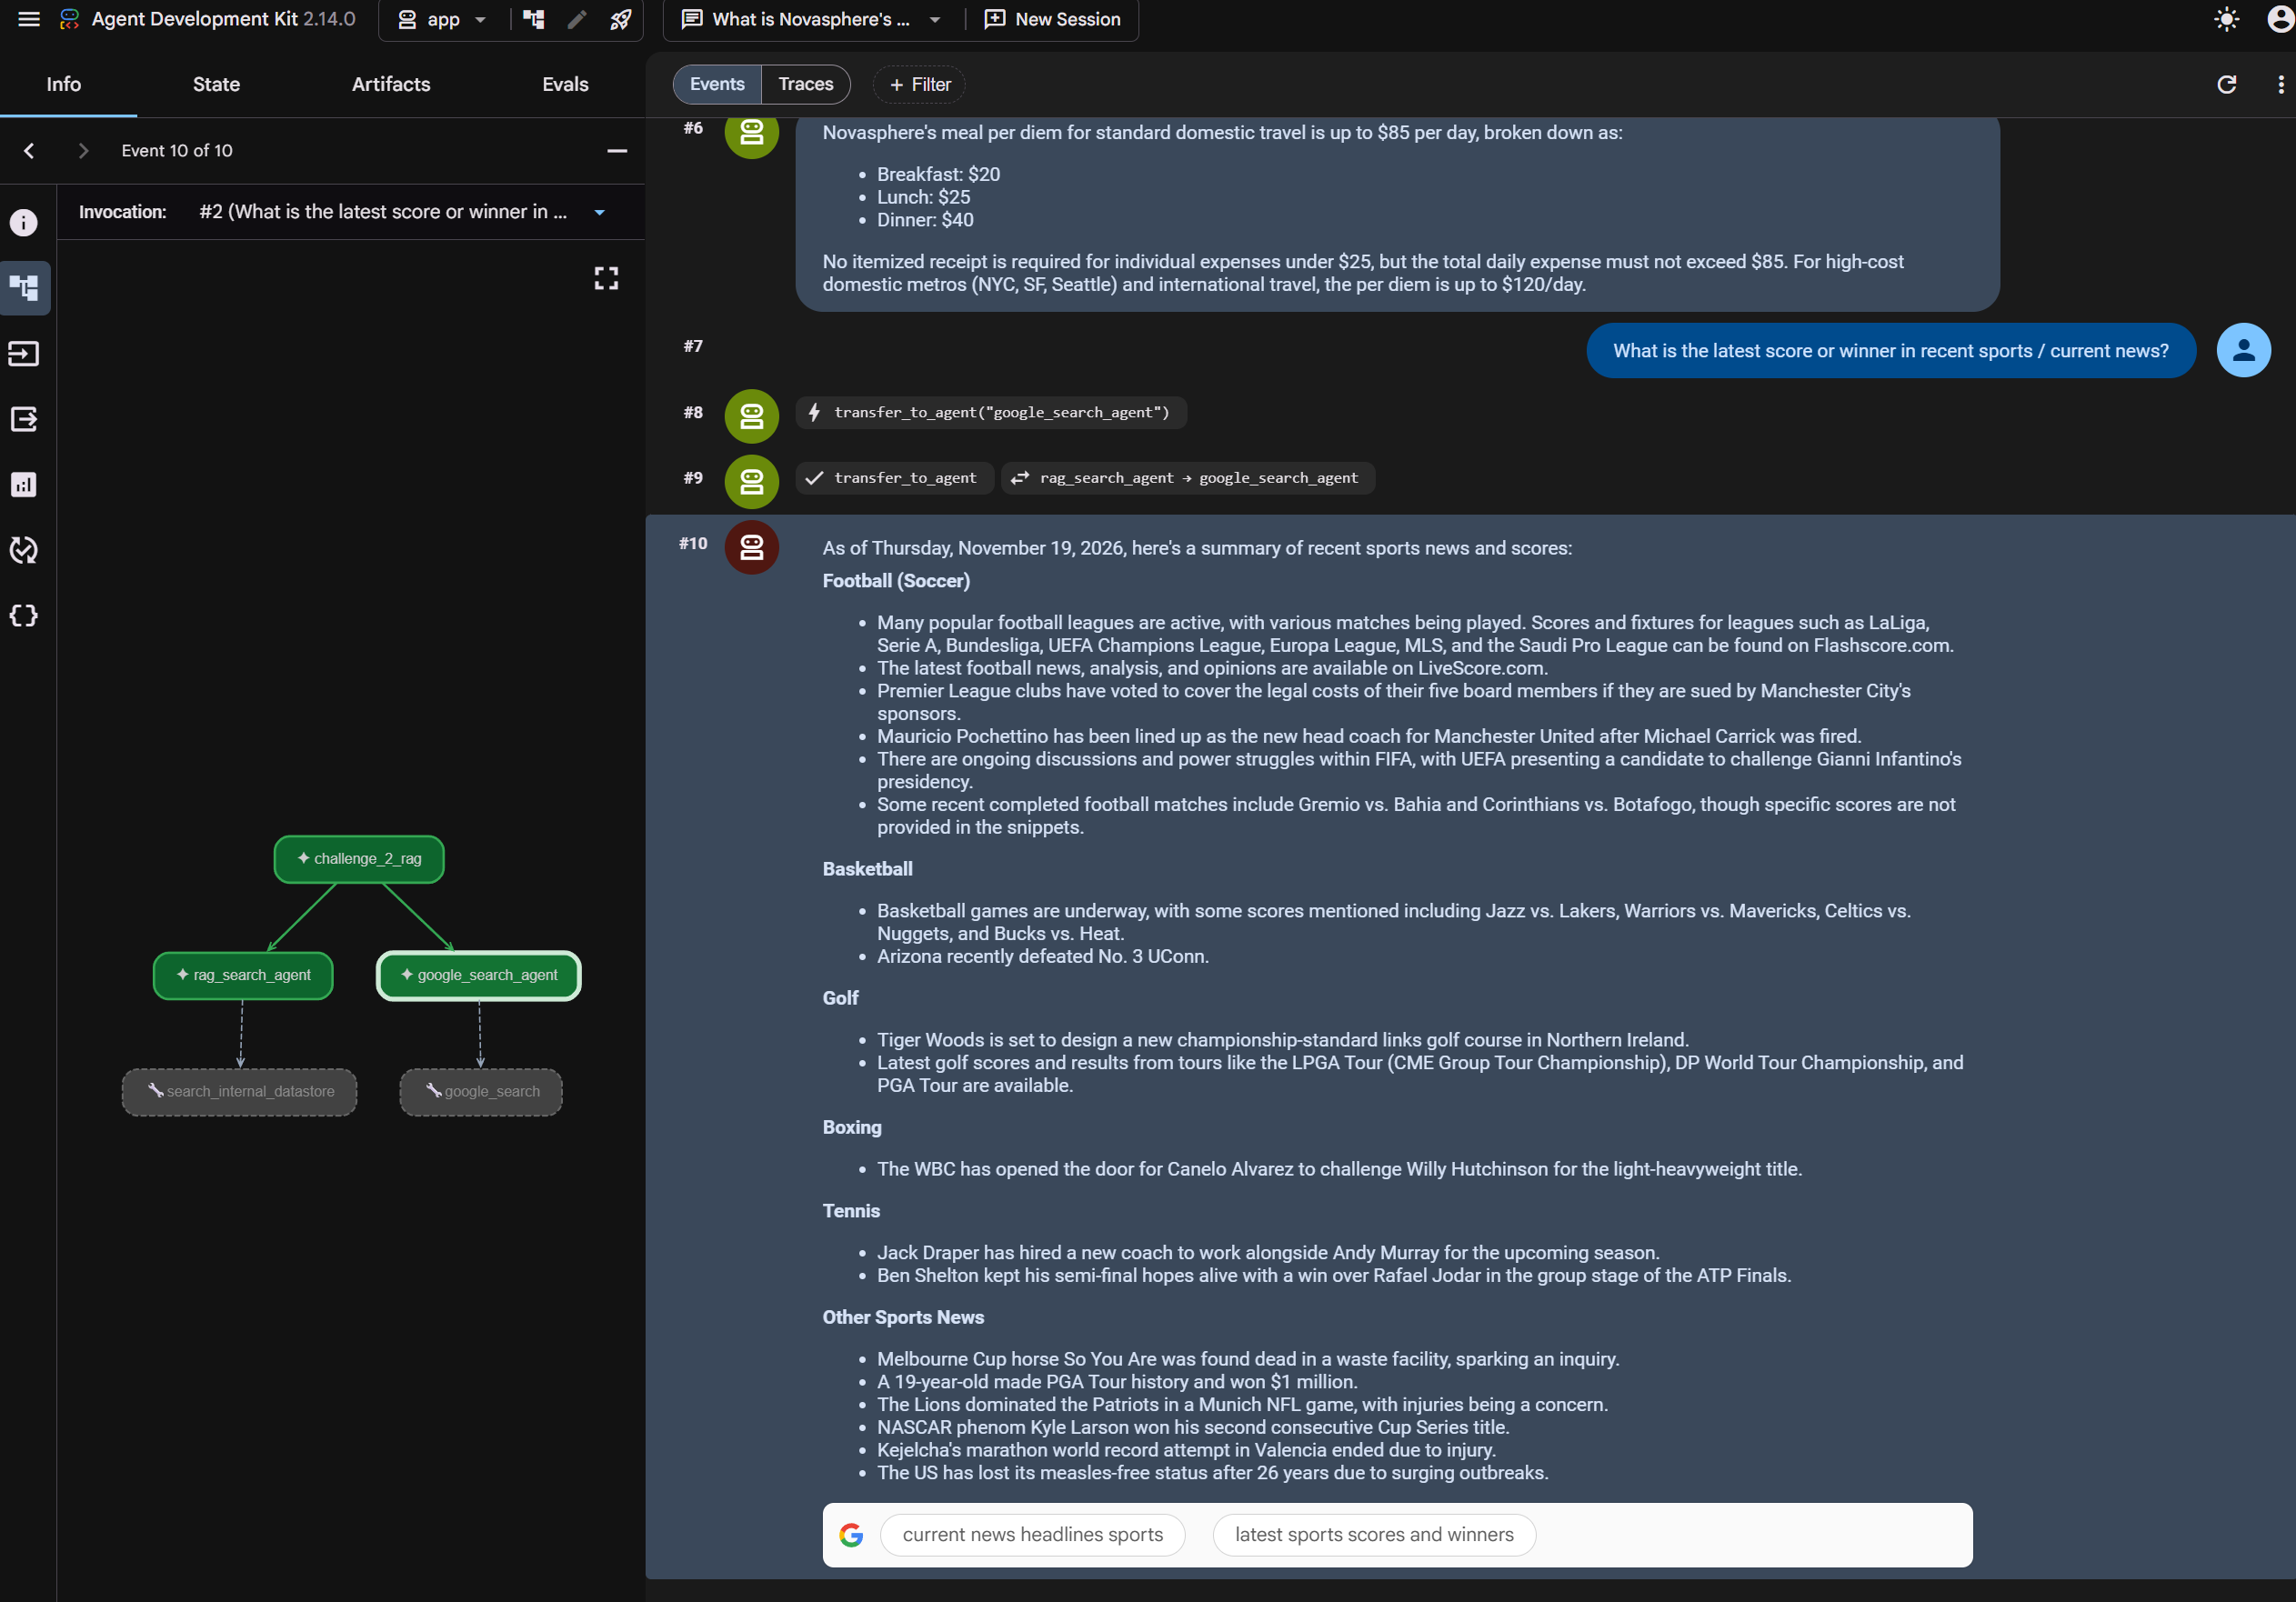 Agent Development Kit 2.14.0
app
What is Novasphere's ...
New Session
Info
State
Artifacts
Evals
Events
Traces
+ Filter
Event 10 of 10
Invocation:
#2 (What is the latest score or winner in ...
challenge_2_rag
rag_search_agent
google_search_agent
search_internal_datastore
google_search
#6
Novasphere's meal per diem for standard domestic travel is up to $85 per day, broken down as:
• Breakfast: $20
• Lunch: $25
• Dinner: $40
No itemized receipt is required for individual expenses under $25, but the total daily expense must not exceed $85. For high-cost
domestic metros (NYC, SF, Seattle) and international travel, the per diem is up to $120/day.
#7
What is the latest score or winner in recent sports / current news?
#8
transfer_to_agent("google_search_agent")
#9
transfer_to_agent
rag_search_agent → google_search_agent
#10
As of Thursday, November 19, 2026, here's a summary of recent sports news and scores:
Football (Soccer)
• Many popular football leagues are active, with various matches being played. Scores and fixtures for leagues such as LaLiga,
Serie A, Bundesliga, UEFA Champions League, Europa League, MLS, and the Saudi Pro League can be found on Flashscore.com.
• The latest football news, analysis, and opinions are available on LiveScore.com.
• Premier League clubs have voted to cover the legal costs of their five board members if they are sued by Manchester City's
sponsors.
• Mauricio Pochettino has been lined up as the new head coach for Manchester United after Michael Carrick was fired.
• There are ongoing discussions and power struggles within FIFA, with UEFA presenting a candidate to challenge Gianni Infantino's
presidency.
• Some recent completed football matches include Gremio vs. Bahia and Corinthians vs. Botafogo, though specific scores are not
provided in the snippets.
Basketball
• Basketball games are underway, with some scores mentioned including Jazz vs. Lakers, Warriors vs. Mavericks, Celtics vs.
Nuggets, and Bucks vs. Heat.
• Arizona recently defeated No. 3 UConn.
Golf
• Tiger Woods is set to design a new championship-standard links golf course in Northern Ireland.
• Latest golf scores and results from tours like the LPGA Tour (CME Group Tour Championship), DP World Tour Championship, and
PGA Tour are available.
Boxing
• The WBC has opened the door for Canelo Alvarez to challenge Willy Hutchinson for the light-heavyweight title.
Tennis
• Jack Draper has hired a new coach to work alongside Andy Murray for the upcoming season.
• Ben Shelton kept his semi-final hopes alive with a win over Rafael Jodar in the group stage of the ATP Finals.
Other Sports News
• Melbourne Cup horse So You Are was found dead in a waste facility, sparking an inquiry.
• A 19-year-old made PGA Tour history and won $1 million.
• The Lions dominated the Patriots in a Munich NFL game, with injuries being a concern.
• NASCAR phenom Kyle Larson won his second consecutive Cup Series title.
• Kejelcha's marathon world record attempt in Valencia ended due to injury.
• The US has lost its measles-free status after 26 years due to surging outbreaks.
current news headlines sports
latest sports scores and winners